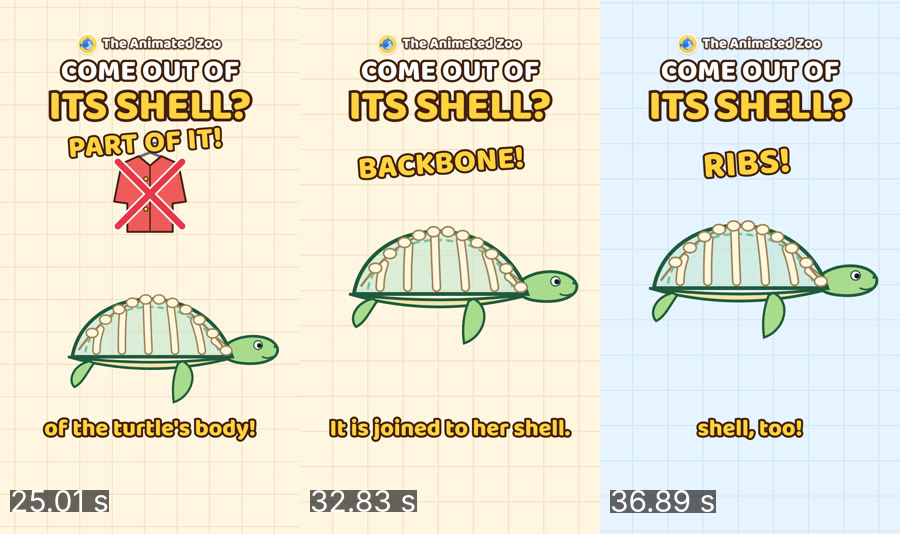 The Animated Zoo
COME OUT OF
ITS SHELL?
PART OF IT!
of the turtle's body!
25.01 s
The Animated Zoo
COME OUT OF
ITS SHELL?
BACKBONE!
It is joined to her shell.
32.83 s
The Animated Zoo
COME OUT OF
ITS SHELL?
RIBS!
shell, too!
36.89 s